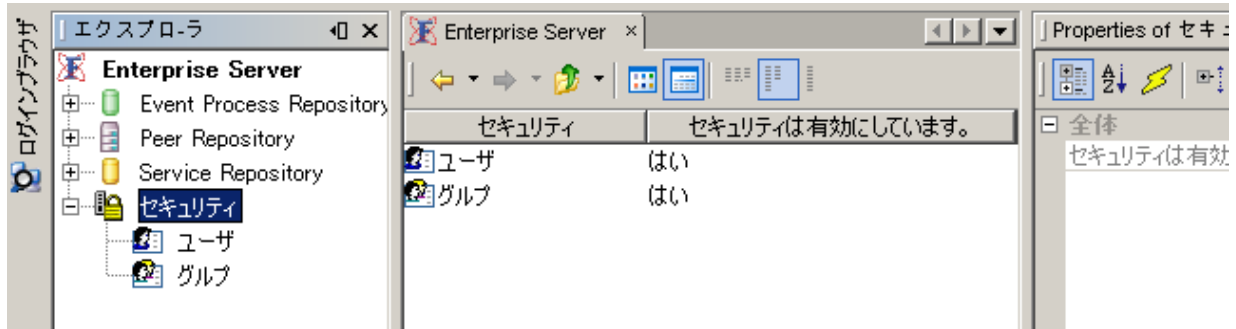 ログインブラウザ
エクスプロ-ラ
Enterprise Server
Event Process Repository
Peer Repository
Service Repository
セキュリティ
ユーザ
グルプ
Enterprise Server
セキュリティ セキュリティは有効にしています。
ユーザ はい
グルプ はい
Properties of セキュ
全体
セキュリティは有効